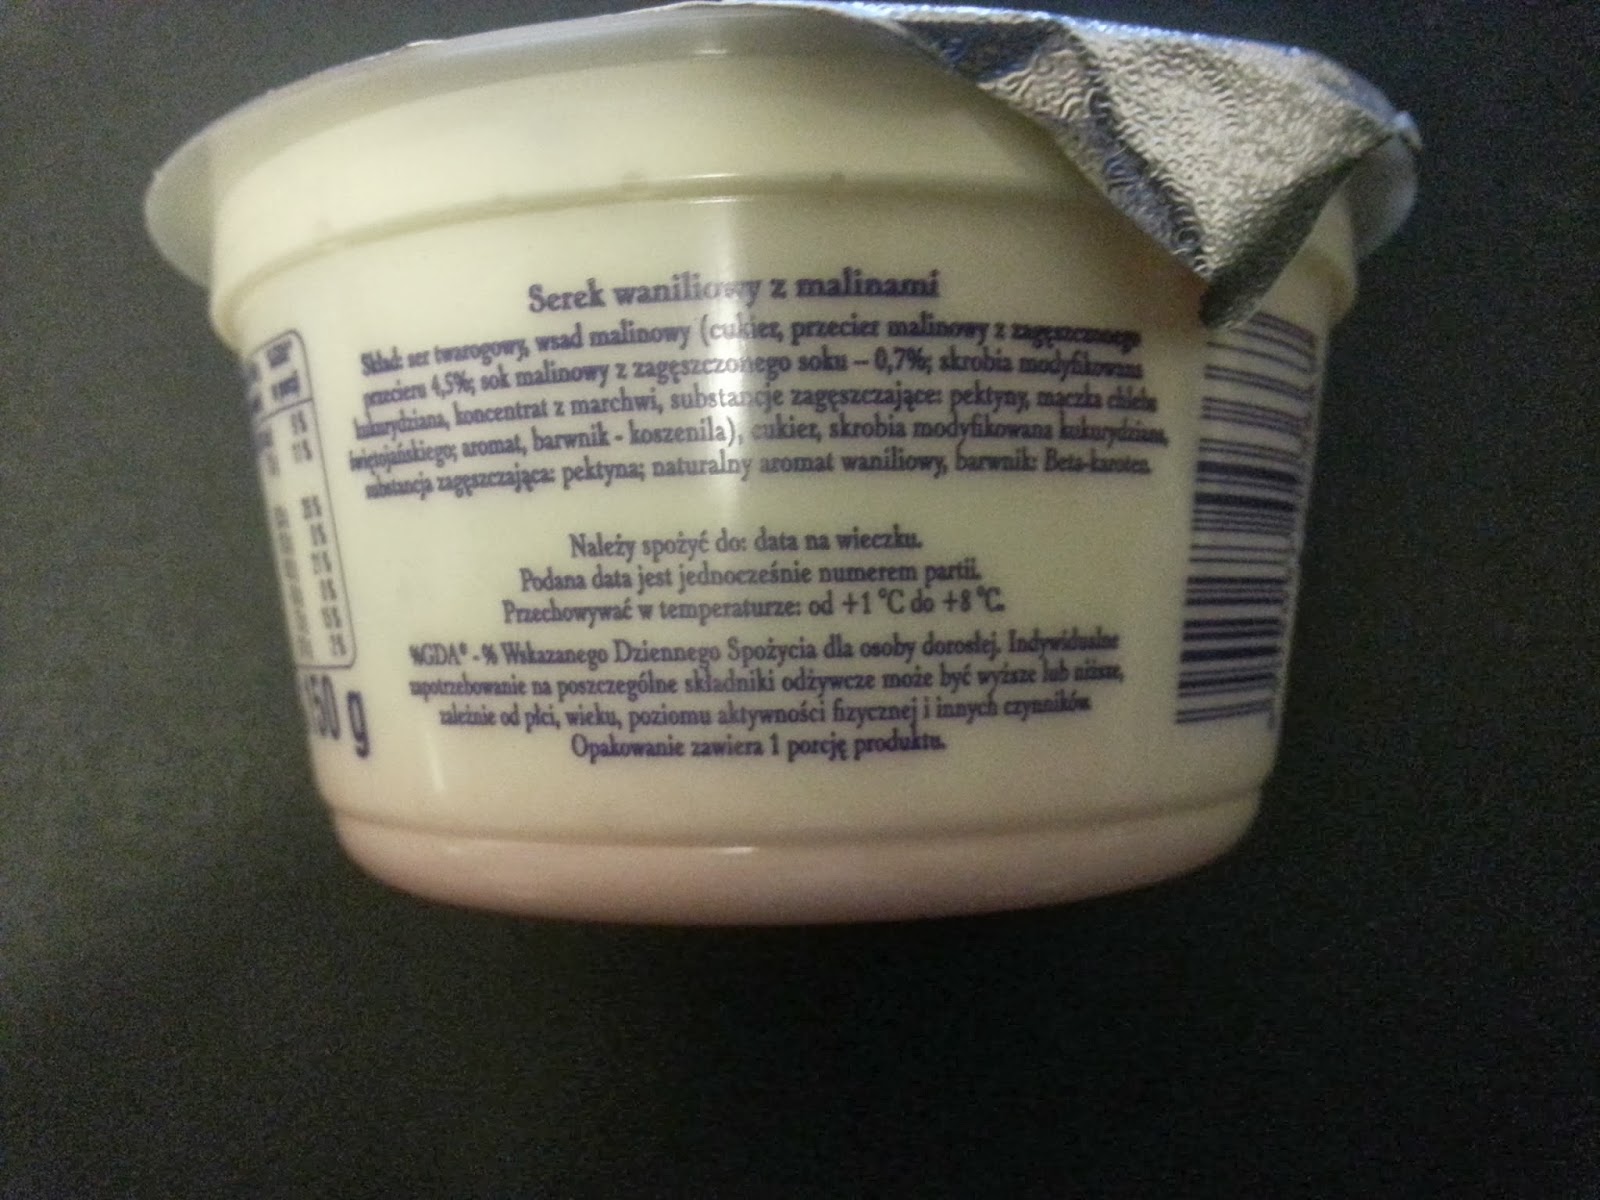 Serek waniliowy z malinami
Skład: ser twarogowy, wsad malinowy (cukier, przecier malinowy z zagęszczonego
przecieru 4,5%; sok malinowy z zagęszczonego soku – 0,7%; skrobia modyfikowana
kukurydziana, koncentrat z marchwi, substancje zagęszczające: pektyny, mączka chleba
świętojańskiego; aromat, barwnik - koszenila), cukier, skrobia modyfikowana kukurydziana,
substancja zagęszczająca: pektyna; naturalny aromat waniliowy, barwnik: Beta-karoten.
Należy spożyć do: data na wieczku.
Podana data jest jednocześnie numerem partii.
Przechowywać w temperaturze: od +1 °C do +8 °C.
%GDA* - % Wskazanego Dziennego Spożycia dla osoby dorosłej. Indywidualne
zapotrzebowanie na poszczególne składniki odżywcze może być wyższe lub niższe,
zależnie od płci, wieku, poziomu aktywności fizycznej i innych czynników
Opakowanie zawiera 1 porcję produktu.
150 g